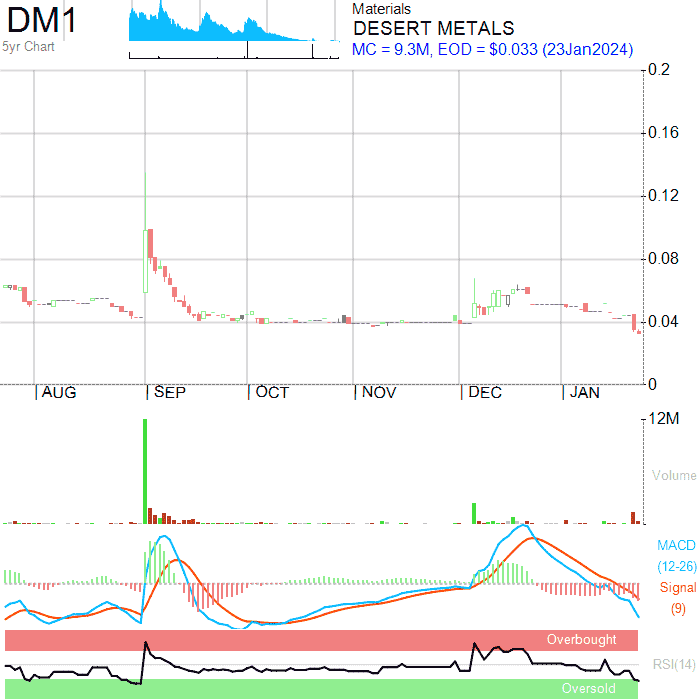 DM1
5yr Chart
Materials
DESERT METALS
MC = 9.3M, EOD = $0.033 (23Jan2024)
0.2
0.16
0.12
0.08
0.04
0
AUG SEP OCT NOV DEC JAN
12M
Volume
MACD
(12-26)
Signal
(9)
Overbought
RSI(14)
Oversold